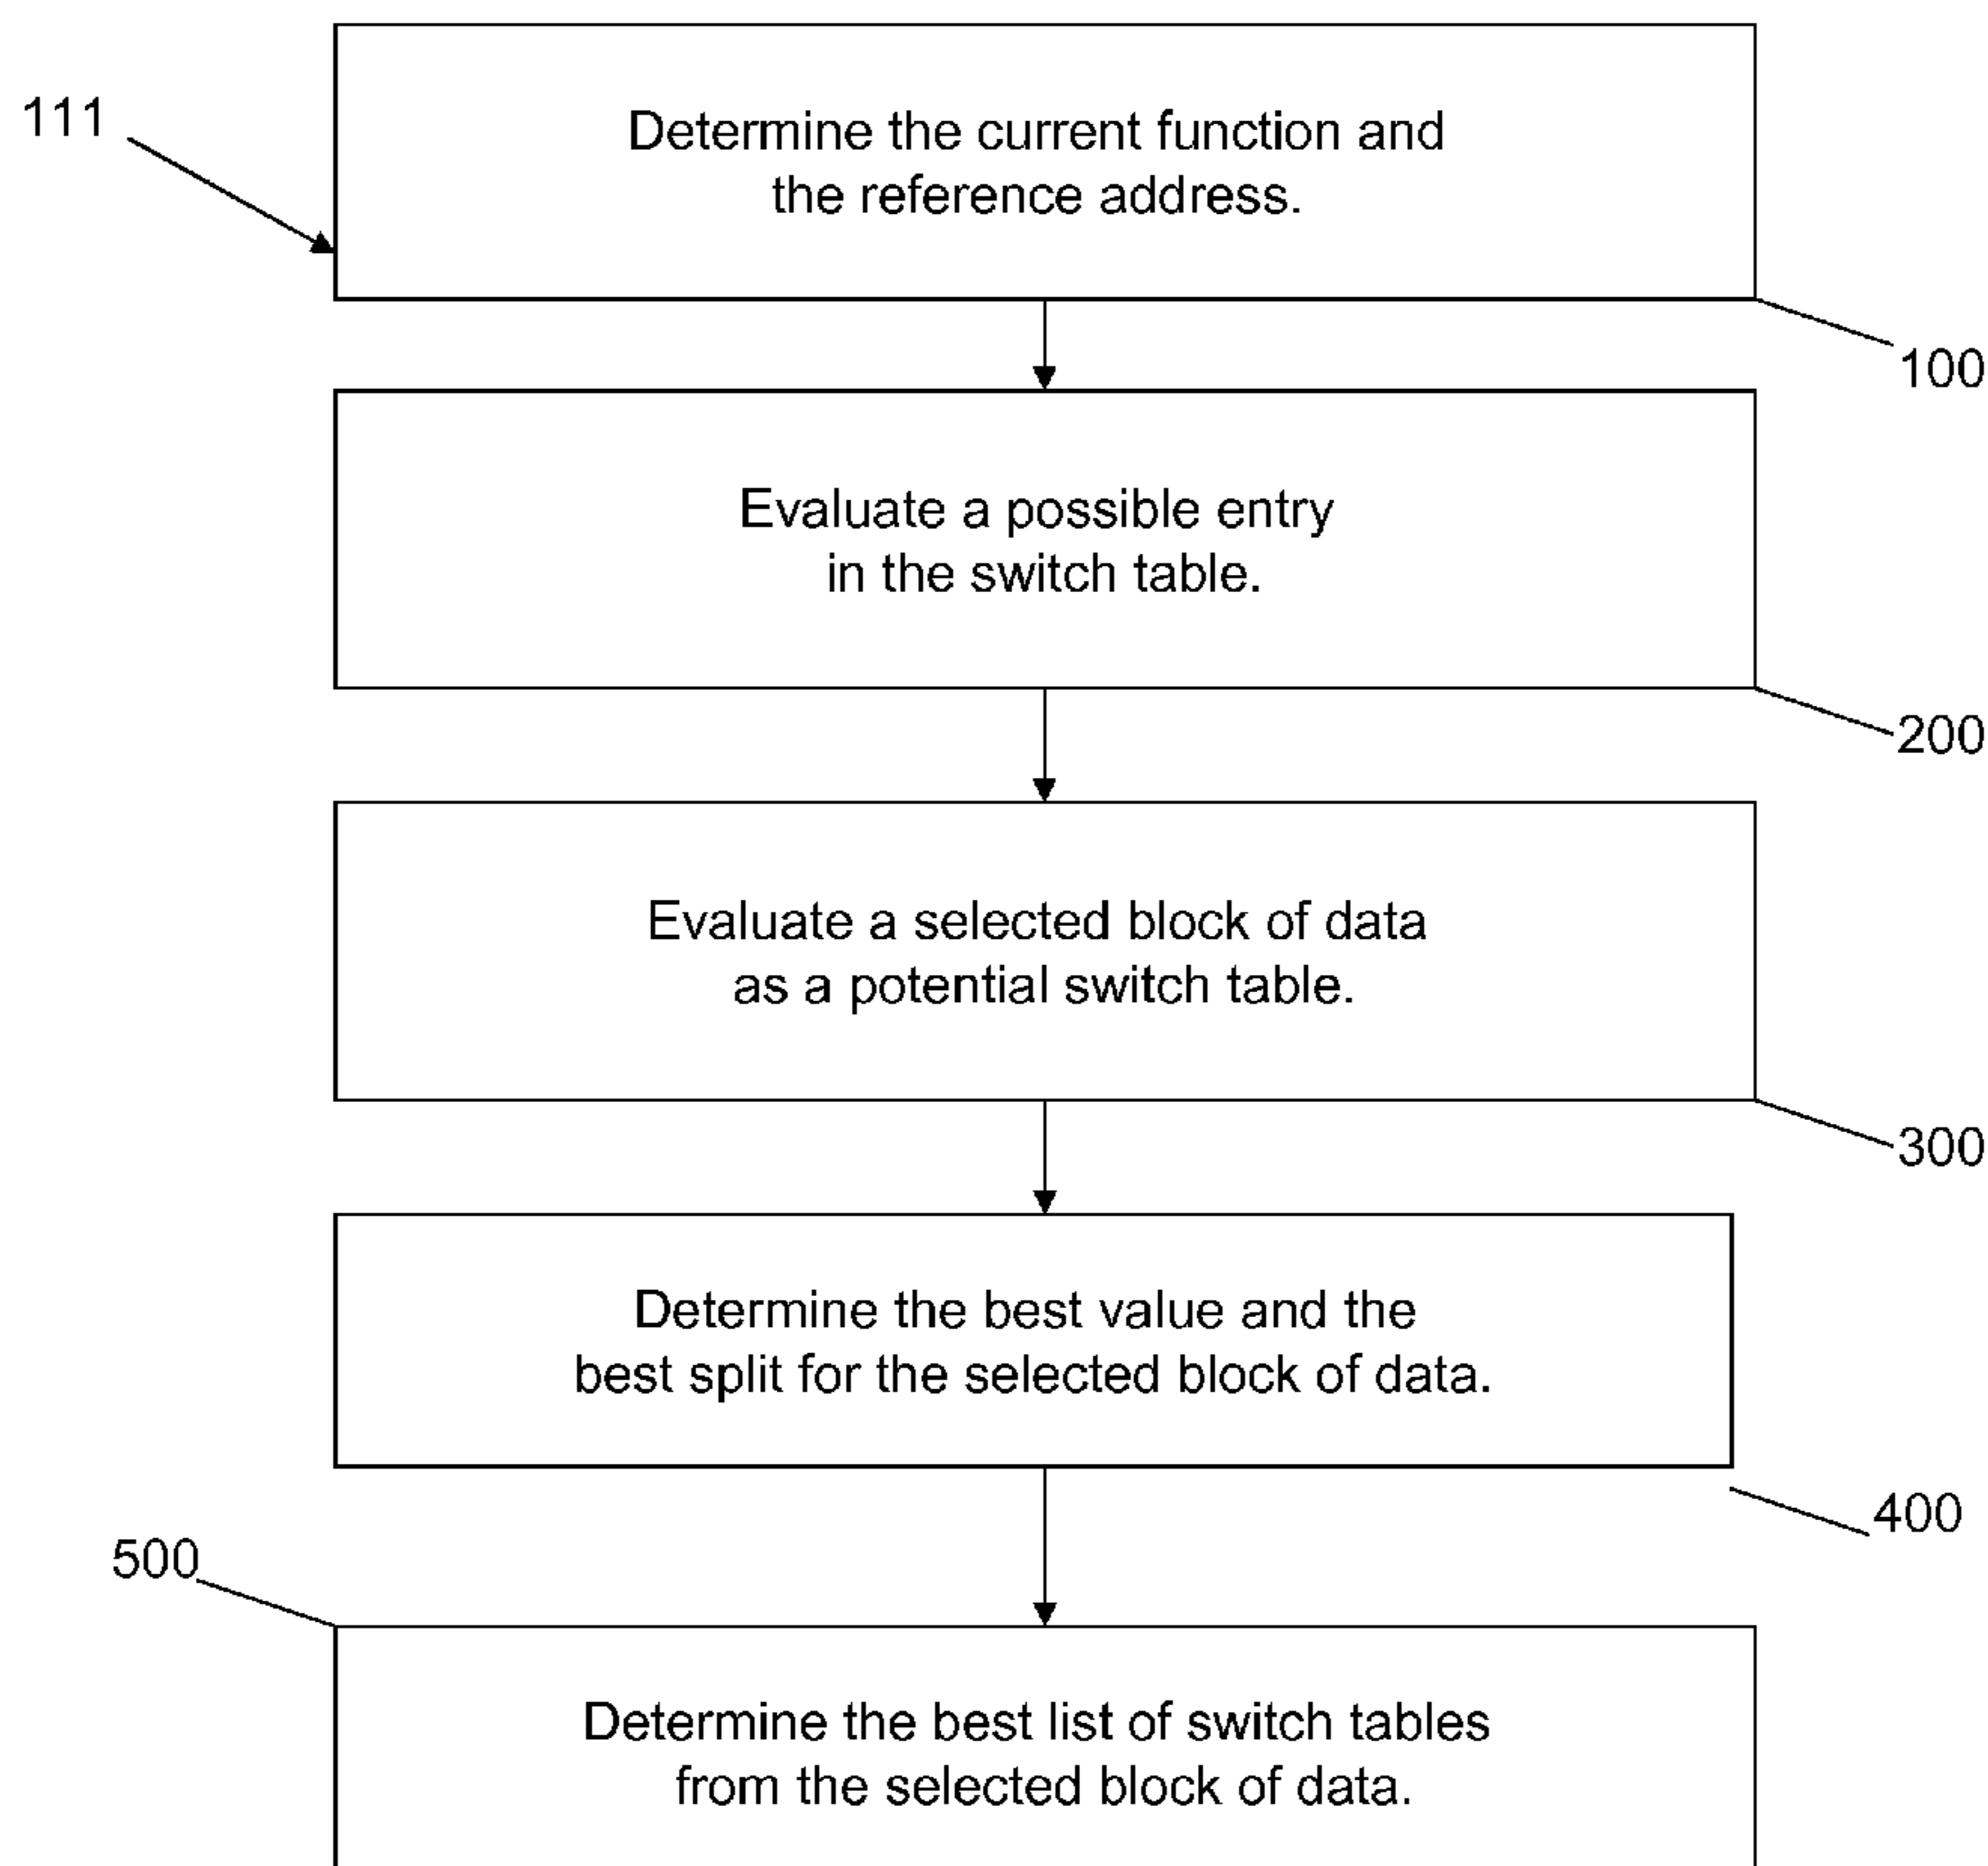 111
Determine the current function and
the reference address.
100
Evaluate a possible entry
in the switch table.
200
Evaluate a selected block of data
as a potential switch table.
300
Determine the best value and the
best split for the selected block of data.
400
500
Determine the best list of switch tables
from the selected block of data.